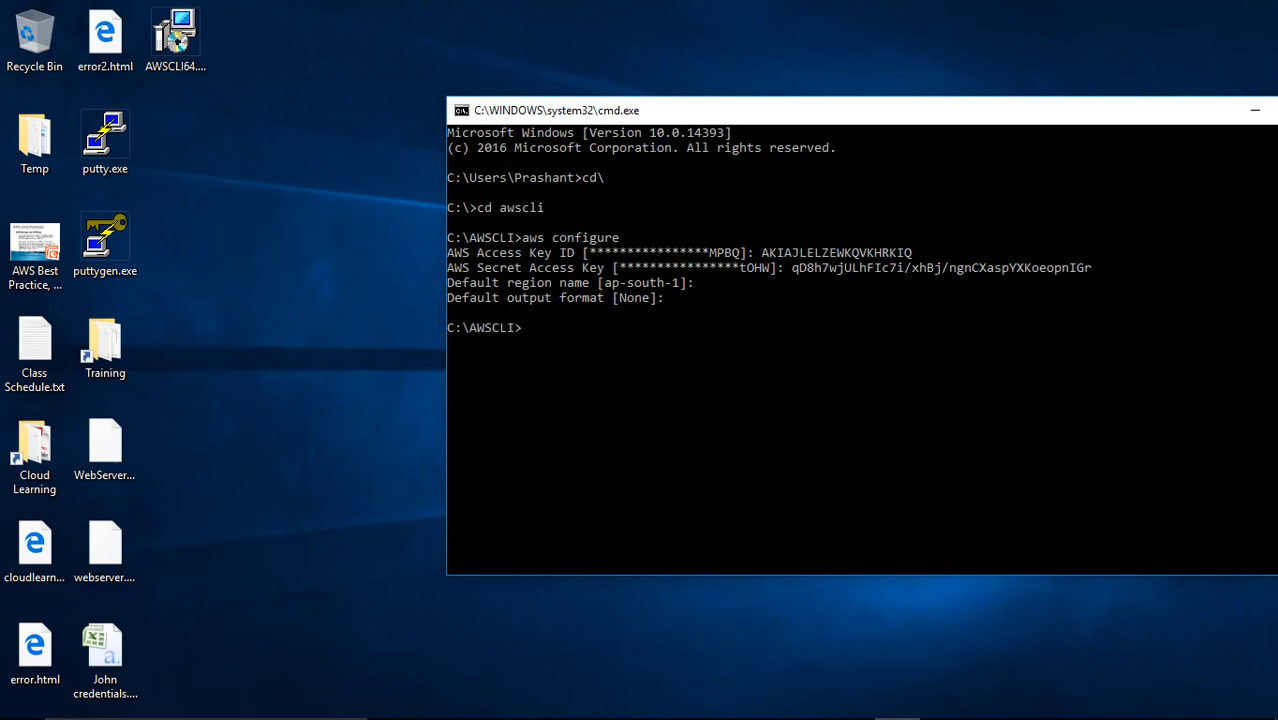 Recycle Bin
error2.html
AWSCLI64....
Temp
putty.exe
AWS Best
Practice, ...
puttygen.exe
Class
Schedule.txt
Training
Cloud
Learning
WebServer...
cloudlearn...
webserver....
error.html
John
credentials....
C:\WINDOWS\system32\cmd.exe
Microsoft Windows [Version 10.0.14393]
(c) 2016 Microsoft Corporation. All rights reserved.
C:\Users\Prashant>cd\
C:\>cd awscli
C:\AWSCLI>aws configure
AWS Access Key ID [****************MPBQ]: AKIAJLELZEWKQVKHRKIQ
AWS Secret Access Key [****************tOHW]: 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
Default region name [ap-south-1]:
Default output format [None]:
C:\AWSCLI>